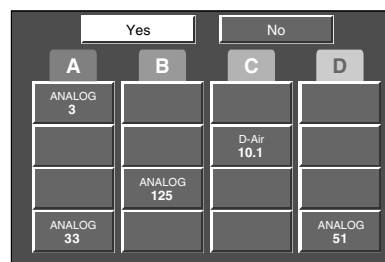 Yes No
A B C D
ANALOG
3
D-Air
10.1
ANALOG
125
ANALOG ANALOG
33 51